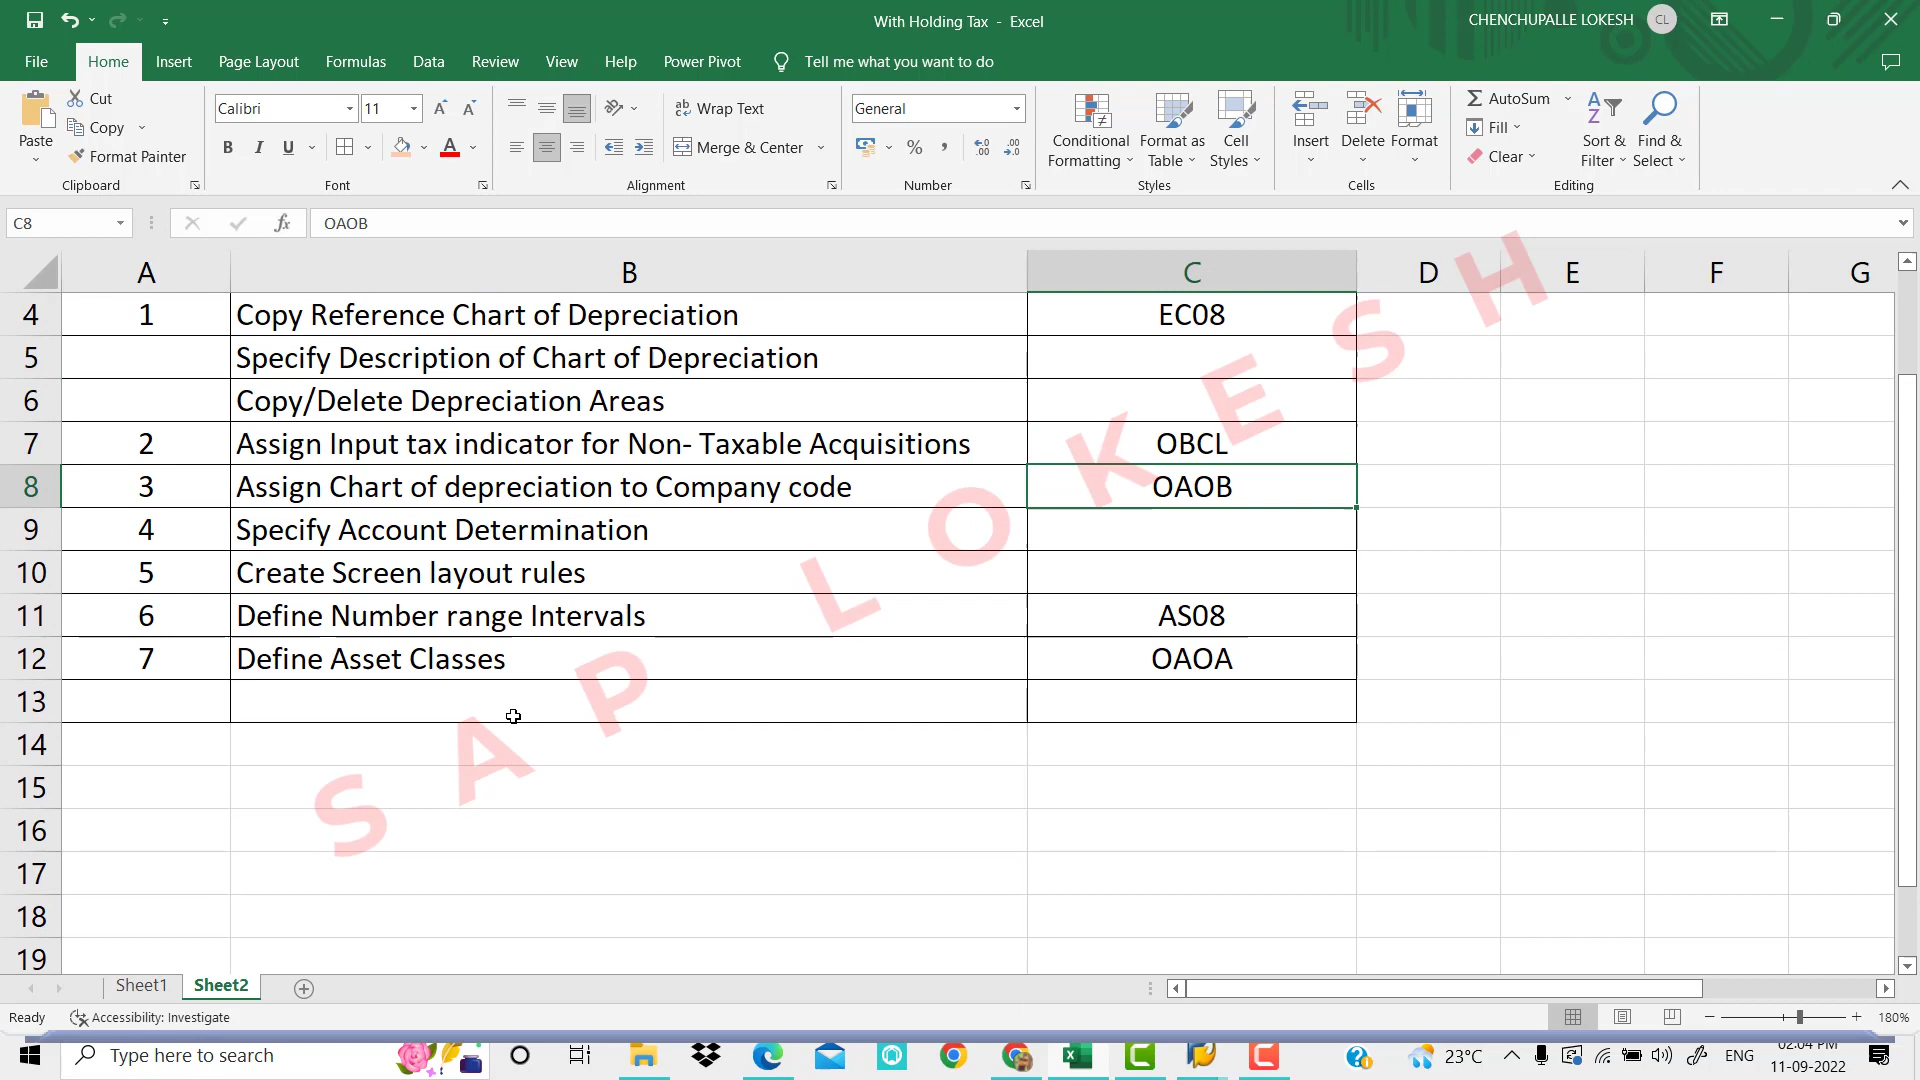 With Holding Tax - Excel
CHENCHUPALLE LOKESH CL
File Home Insert Page Layout Formulas Data Review View Help Power Pivot Tell me what you want to do
Paste
Cut
Copy
Format Painter
Clipboard
Calibri 11
B I U
Font
Wrap Text
Merge & Center
Alignment
General
Number
Conditional Formatting
Format as Table
Cell Styles
Styles
Insert Delete Format
Cells
AutoSum
Fill
Clear
Sort & Filter
Find & Select
Editing
C8 fx OAOB
A B C D E F G
4 1 Copy Reference Chart of Depreciation EC08
5 Specify Description of Chart of Depreciation
6 Copy/Delete Depreciation Areas
7 2 Assign Input tax indicator for Non- Taxable Acquisitions OBCL
8 3 Assign Chart of depreciation to Company code OAOB
9 4 Specify Account Determination
10 5 Create Screen layout rules
11 6 Define Number range Intervals AS08
12 7 Define Asset Classes OAOA
13
14
15
16
17
18
19
SAP LOKESH
Sheet1 Sheet2
Ready Accessibility: Investigate 180%
Type here to search
23°C ENG
02:04 PM
11-09-2022